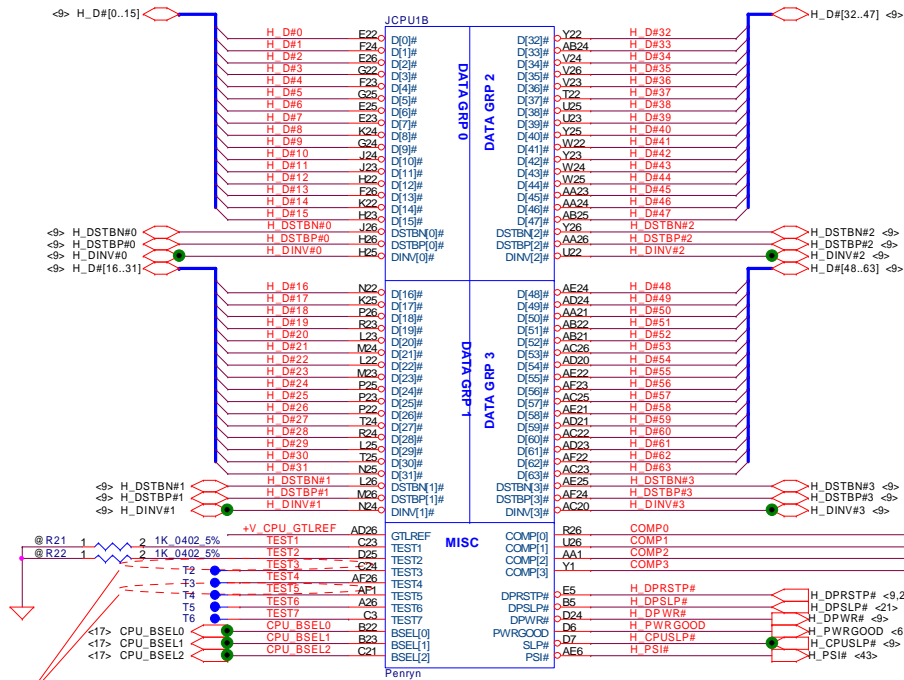 JCPU1B
<9> H_D#[0..15] H_D#[32..47] <9>
H_D#0 E22 D[0]# D[32]# Y22 H_D#32
H_D#1 F24 D[1]# D[33]# AB24 H_D#33
H_D#2 E26 D[2]# D[34]# V24 H_D#34
H_D#3 G22 D[3]# D[35]# V26 H_D#35
H_D#4 F23 D[4]# D[36]# V23 H_D#36
H_D#5 G25 D[5]# D[37]# T22 H_D#37
H_D#6 E25 D[6]# D[38]# U25 H_D#38
H_D#7 E23 D[7]# D[39]# U23 H_D#39
H_D#8 K24 D[8]# D[40]# Y25 H_D#40
H_D#9 G24 D[9]# D[41]# W22 H_D#41
H_D#10 J24 D[10]# D[42]# Y23 H_D#42
H_D#11 J23 D[11]# D[43]# W24 H_D#43
H_D#12 H22 D[12]# D[44]# W25 H_D#44
H_D#13 F26 D[13]# D[45]# AA23 H_D#45
H_D#14 K22 D[14]# D[46]# AA24 H_D#46
H_D#15 H23 D[15]# D[47]# AB25 H_D#47
<9> H_DSTBN#0 H_DSTBN#0 J26 DSTBN[0]# DSTBN[2]# Y26 H_DSTBN#2 H_DSTBN#2 <9>
<9> H_DSTBP#0 H_DSTBP#0 H26 DSTBP[0]# DSTBP[2]# AA26 H_DSTBP#2 H_DSTBP#2 <9>
<9> H_DINV#0 H_DINV#0 H25 DINV[0]# DINV[2]# U22 H_DINV#2 H_DINV#2 <9>
DATA GRP 0
DATA GRP 2
<9> H_D#[16..31] H_D#[48..63] <9>
H_D#16 N22 D[16]# D[48]# AE24 H_D#48
H_D#17 K25 D[17]# D[49]# AD24 H_D#49
H_D#18 P26 D[18]# D[50]# AA21 H_D#50
H_D#19 R23 D[19]# D[51]# AB22 H_D#51
H_D#20 L23 D[20]# D[52]# AB21 H_D#52
H_D#21 M24 D[21]# D[53]# AC26 H_D#53
H_D#22 L22 D[22]# D[54]# AD20 H_D#54
H_D#23 M23 D[23]# D[55]# AE22 H_D#55
H_D#24 P25 D[24]# D[56]# AF23 H_D#56
H_D#25 P23 D[25]# D[57]# AC25 H_D#57
H_D#26 P22 D[26]# D[58]# AE21 H_D#58
H_D#27 T24 D[27]# D[59]# AD21 H_D#59
H_D#28 R24 D[28]# D[60]# AC22 H_D#60
H_D#29 L25 D[29]# D[61]# AD23 H_D#61
H_D#30 T25 D[30]# D[62]# AF22 H_D#62
H_D#31 N25 D[31]# D[63]# AC23 H_D#63
<9> H_DSTBN#1 H_DSTBN#1 L26 DSTBN[1]# DSTBN[3]# AE25 H_DSTBN#3 H_DSTBN#3 <9>
<9> H_DSTBP#1 H_DSTBP#1 M26 DSTBP[1]# DSTBP[3]# AF24 H_DSTBP#3 H_DSTBP#3 <9>
<9> H_DINV#1 H_DINV#1 N24 DINV[1]# DINV[3]# AC20 H_DINV#3 H_DINV#3 <9>
DATA GRP 1
DATA GRP 3
+V_CPU_GTLREF AD26 GTLREF COMP[0] R26 COMP0
@R21 1 2 1K_0402_5% TEST1 C23 TEST1 COMP[1] U26 COMP1
@R22 1 2 1K_0402_5% TEST2 D25 TEST2 COMP[2] AA1 COMP2
T2 TEST3 C24 TEST3 COMP[3] Y1 COMP3
MISC
T3 TEST4 AF26 TEST4
T4 TEST5 AF1 TEST5 DPRSTP# E5 H_DPRSTP# H_DPRSTP# <9,2
T5 TEST6 A26 TEST6 DPSLP# B5 H_DPSLP# H_DPSLP# <21>
T6 TEST7 C3 TEST7 DPWR# D24 H_DPWR# H_DPWR# <9>
<17> CPU_BSEL0 CPU_BSEL0 B22 BSEL[0] PWRGOOD D6 H_PWRGOOD H_PWRGOOD <6
<17> CPU_BSEL1 CPU_BSEL1 B23 BSEL[1] SLP# D7 H_CPUSLP# H_CPUSLP# <9>
<17> CPU_BSEL2 CPU_BSEL2 C21 BSEL[2] PSI# AE6 H_PSI# H_PSI# <43>
Penryn